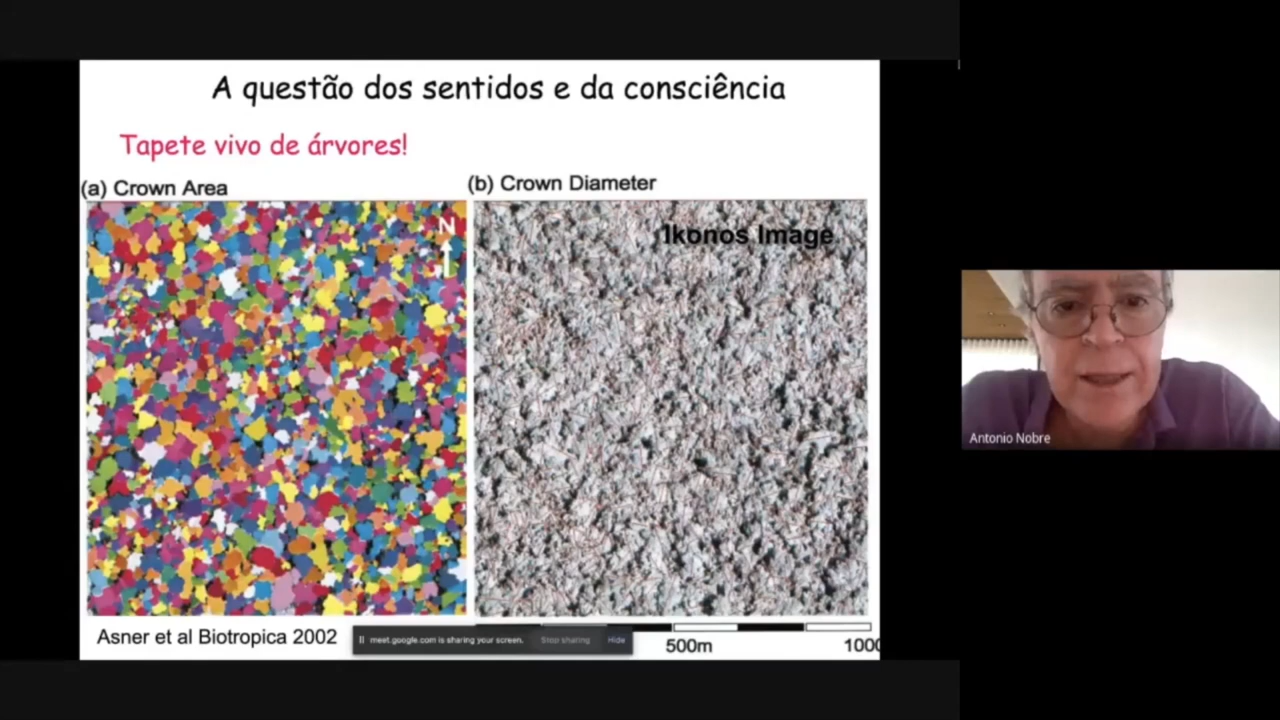 A questão dos sentidos e da consciência
Tapete vivo de árvores!
(a) Crown Area
(b) Crown Diameter
N
Ikonos Image
Antonio Nobre
Asner et al Biotropica 2002
meet.google.com is sharing your screen. Stop sharing Hide
500m
1000